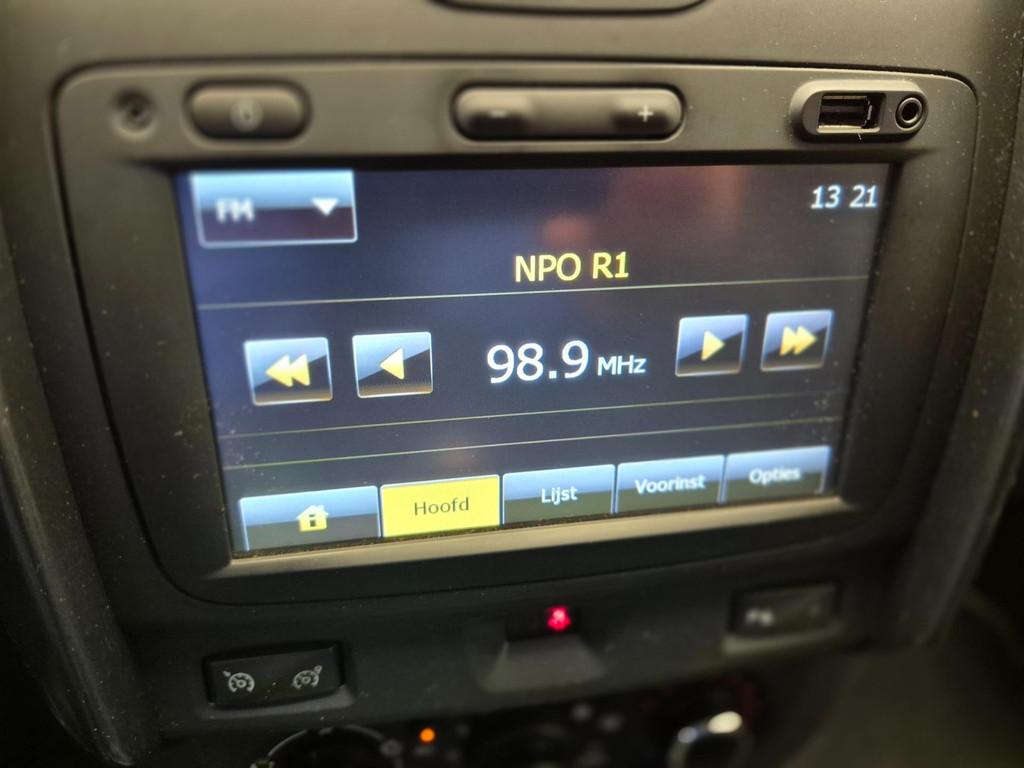 FM
13 21
NPO R1
98.9 MHz
Hoofd Lijst Voorinst Opties